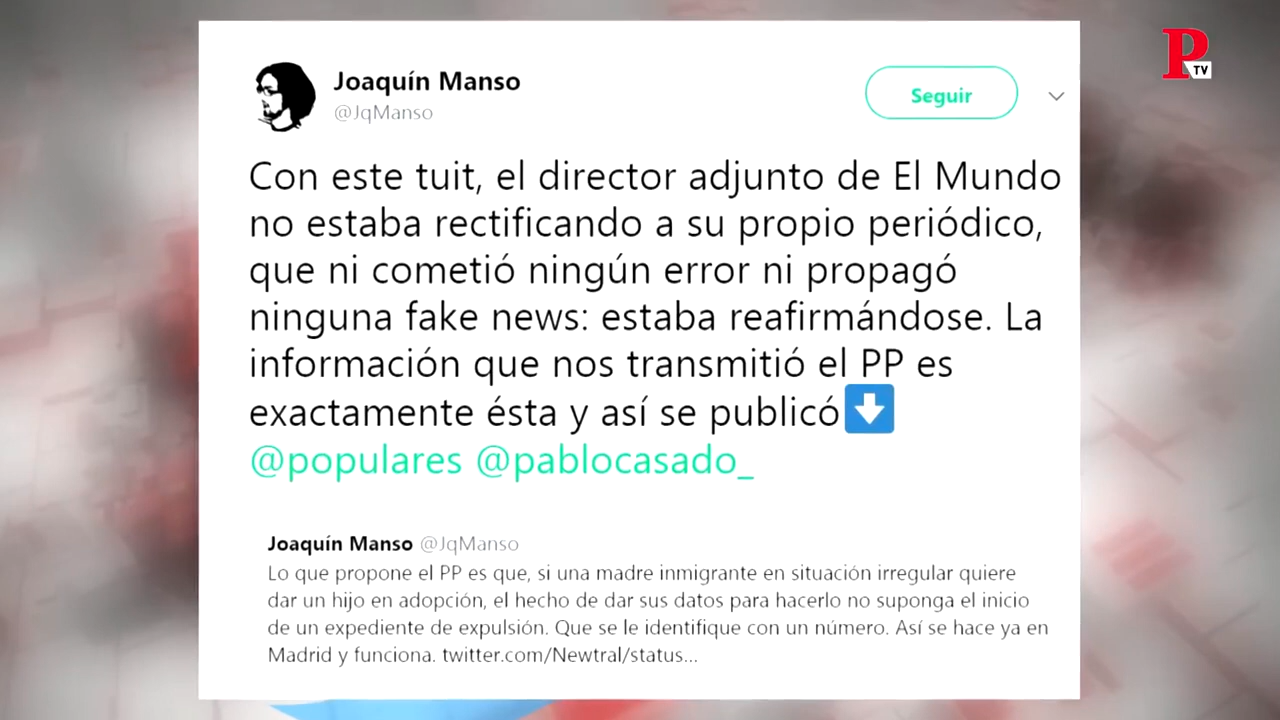 P
TV
Joaquín Manso
@JqManso
Seguir
Con este tuit, el director adjunto de El Mundo
no estaba rectificando a su propio periódico,
que ni cometió ningún error ni propagó
ninguna fake news: estaba reafirmándose. La
información que nos transmitió el PP es
exactamente ésta y así se publicó⬇
@populares @pablocasado_
Joaquín Manso @JqManso
Lo que propone el PP es que, si una madre inmigrante en situación irregular quiere
dar un hijo en adopción, el hecho de dar sus datos para hacerlo no suponga el inicio
de un expediente de expulsión. Que se le identifique con un número. Así se hace ya en
Madrid y funciona. twitter.com/Newtral/status...